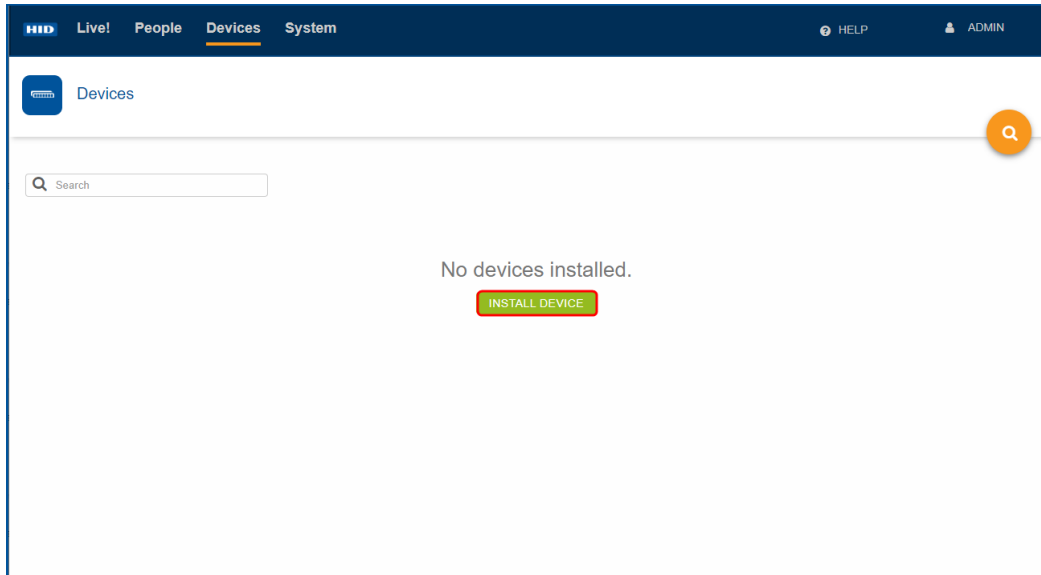 HID Live! People Devices System HELP ADMIN
Devices
Search
No devices installed.
INSTALL DEVICE